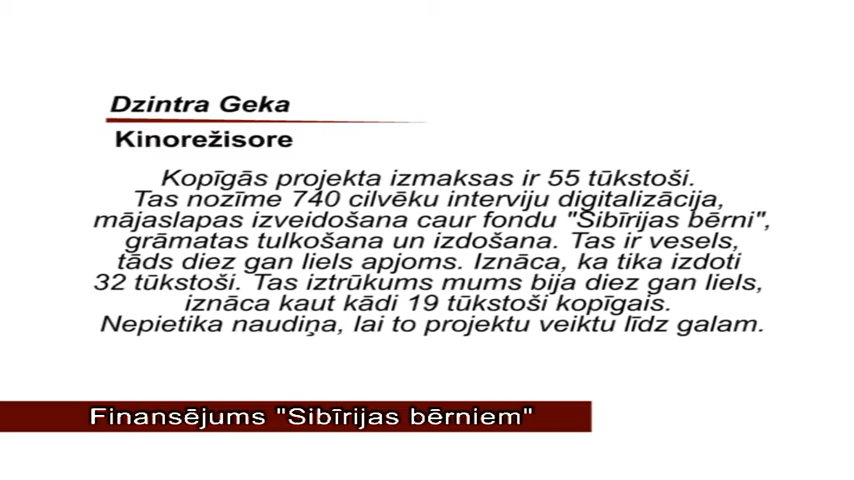 Dzintra Geka
Kinorežisore
Kopīgās projekta izmaksas ir 55 tūkstoši.
Tas nozīme 740 cilvēku interviju digitalizācija,
mājaslapas izveidošana caur fondu "Sibīrijas bērni",
grāmatas tulkošana un izdošana. Tas ir vesels,
tāds diez gan liels apjoms. Iznāca, ka tika izdoti
32 tūkstoši. Tas iztrūkums mums bija diez gan liels,
iznāca kaut kādi 19 tūkstoši kopīgais.
Nepietika naudiņa, lai to projektu veiktu līdz galam.
Finansējums "Sibīrijas bērniem"